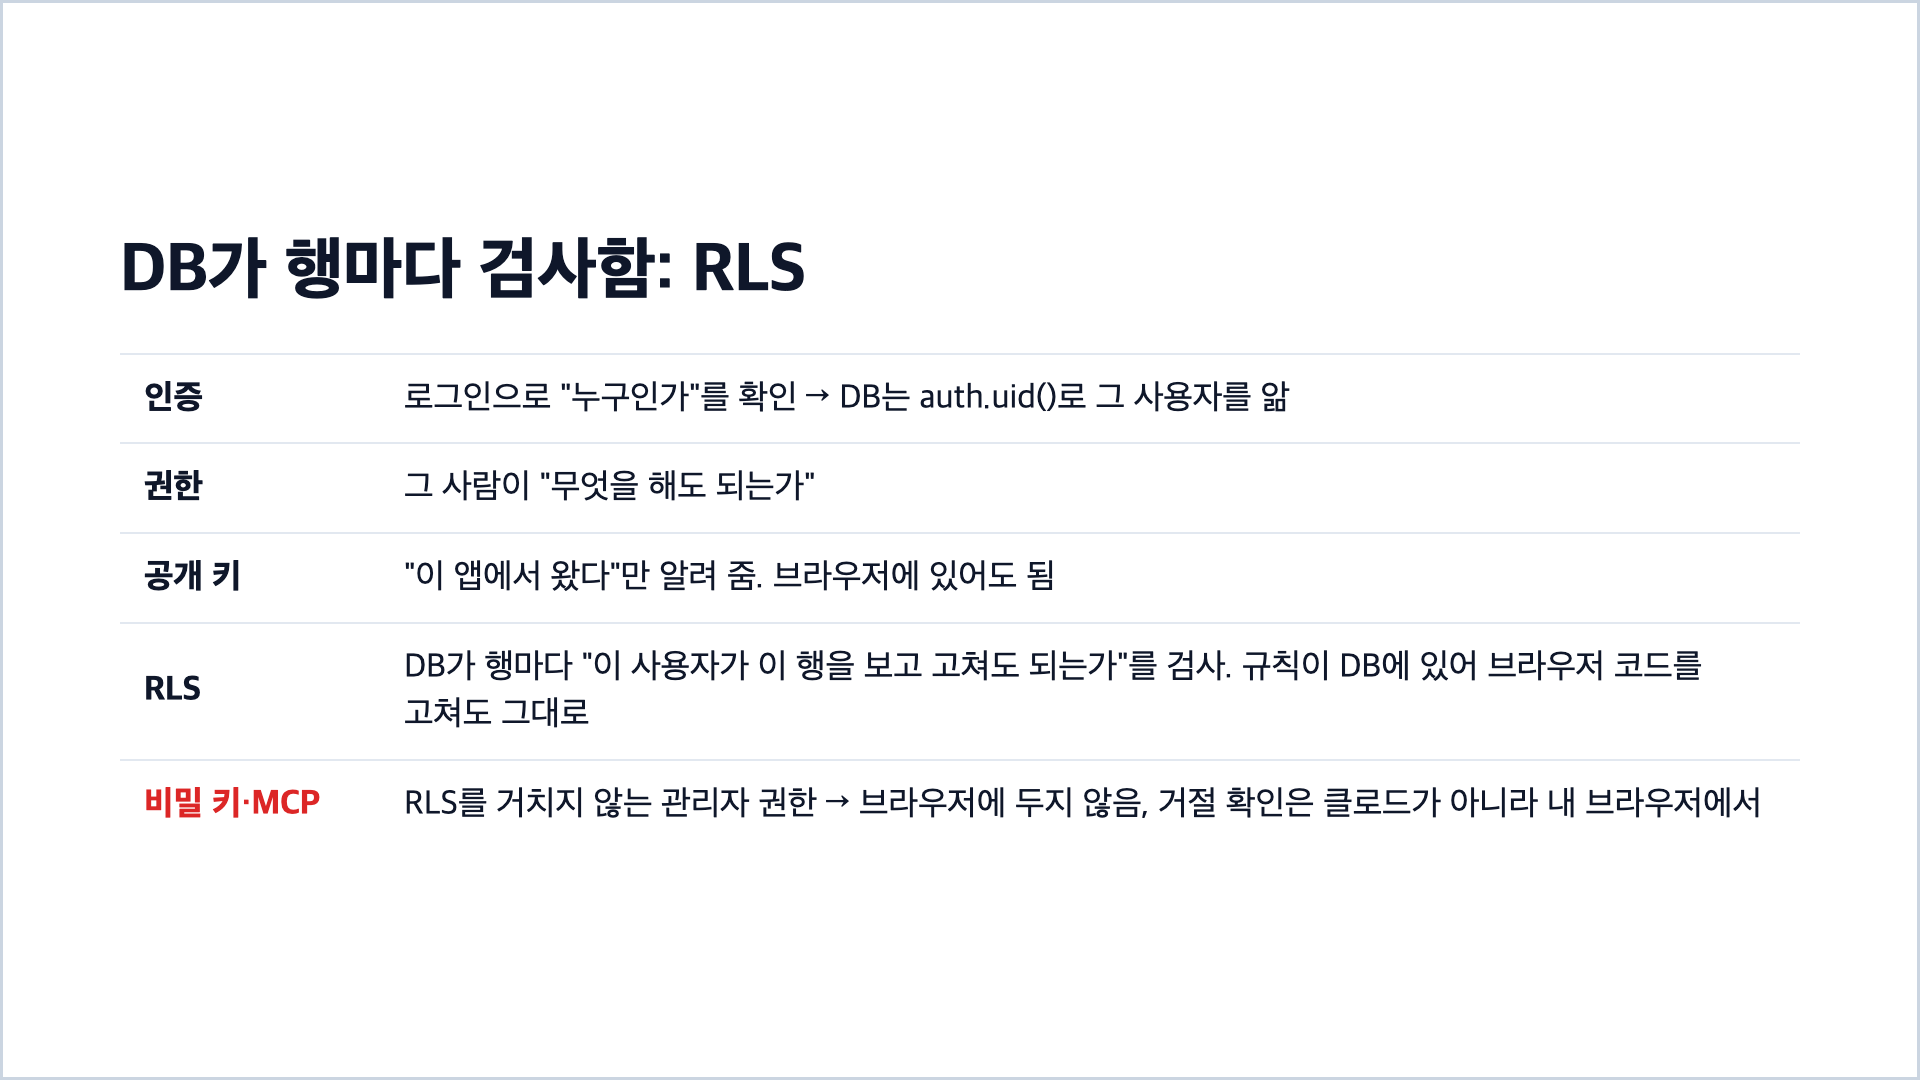 DB가 행마다 검사함: RLS
인증
로그인으로 "누구인가"를 확인 → DB는 auth.uid()로 그 사용자를 앎
권한
그 사람이 "무엇을 해도 되는가"
공개 키
"이 앱에서 왔다"만 알려 줌. 브라우저에 있어도 됨
RLS
DB가 행마다 "이 사용자가 이 행을 보고 고쳐도 되는가"를 검사. 규칙이 DB에 있어 브라우저 코드를
고쳐도 그대로
비밀 키·MCP
RLS를 거치지 않는 관리자 권한 → 브라우저에 두지 않음, 거절 확인은 클로드가 아니라 내 브라우저에서